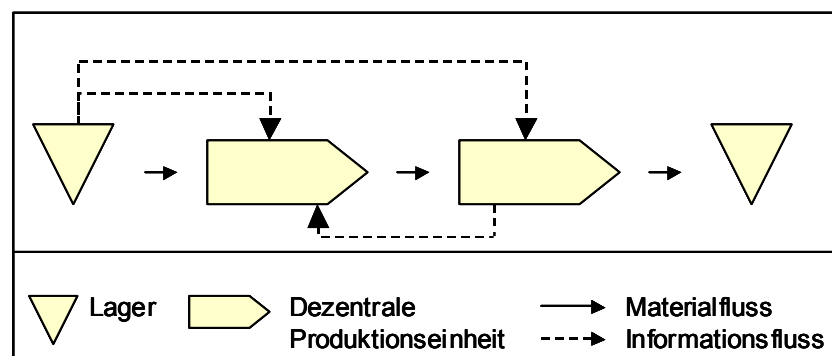 Lager
Dezentrale
Produktionseinheit
Materialfluss
Informationsfluss